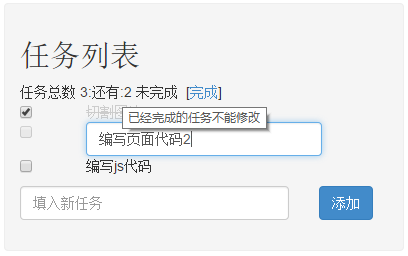 任务列表
任务总数 3:还有:2 未完成 [完成]
切割
已经完成的任务不能修改
编写页面代码2
编写js代码
填入新任务
添加